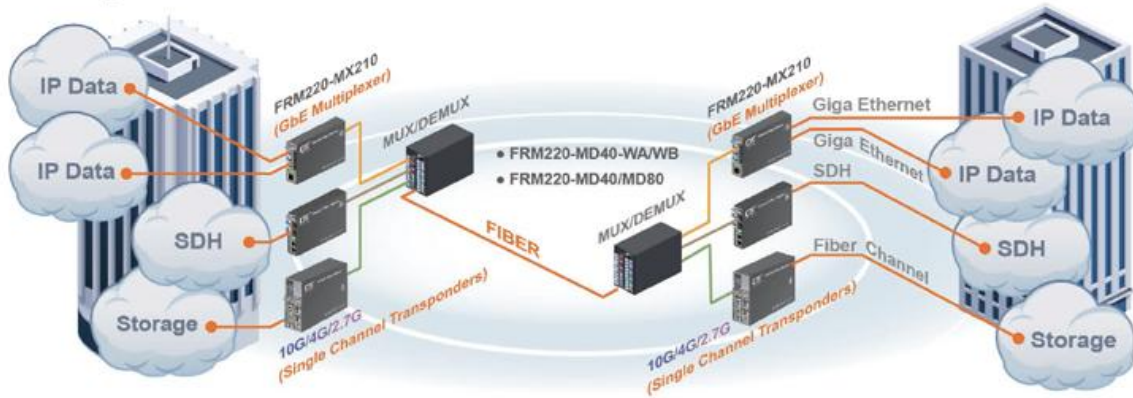 IP Data
IP Data
SDH
Storage
FRM220-MX210
(GbE Multiplexer)
MUX/DEMUX
10G/4G/2.7G
(Single Channel Transponders)
• FRM220-MD40-WA/WB
• FRM220-MD40/MD80
FIBER
MUX/DEMUX
FRM220-MX210
(GbE Multiplexer)
10G/4G/2.7G
(Single Channel Transponders)
Giga Ethernet
Giga Ethernet
SDH
Fiber Channel
IP Data
IP Data
SDH
Storage